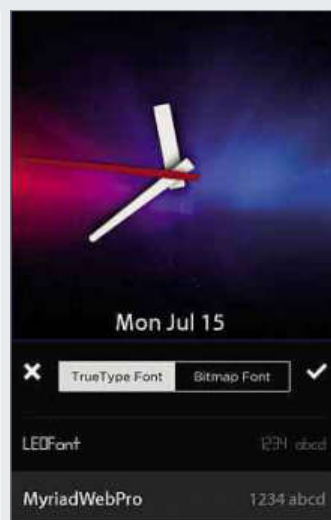 Mon Jul 15
TrueType Font Bitmap Font
LEDFont 1234 abcd
MyriadWebPro 1234 abcd